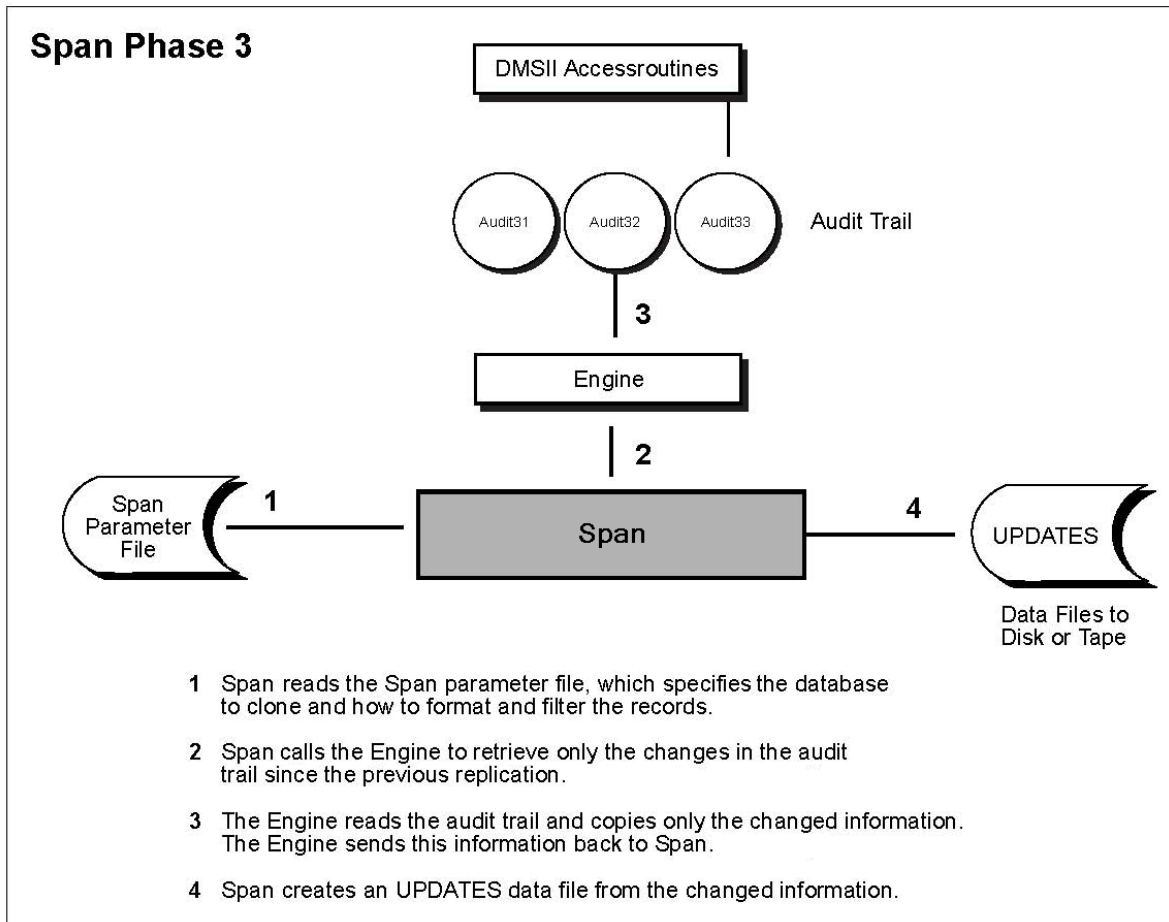 Span Phase 3
DMSII Accessroutines
Audit31
Audit32
Audit33
Audit Trail
3
Engine
2
Span
Parameter
File
1
Span
4
UPDATES
Data Files to
Disk or Tape
1 Span reads the Span parameter file, which specifies the database
to clone and how to format and filter the records.
2 Span calls the Engine to retrieve only the changes in the audit
trail since the previous replication.
3 The Engine reads the audit trail and copies only the changed information.
The Engine sends this information back to Span.
4 Span creates an UPDATES data file from the changed information.